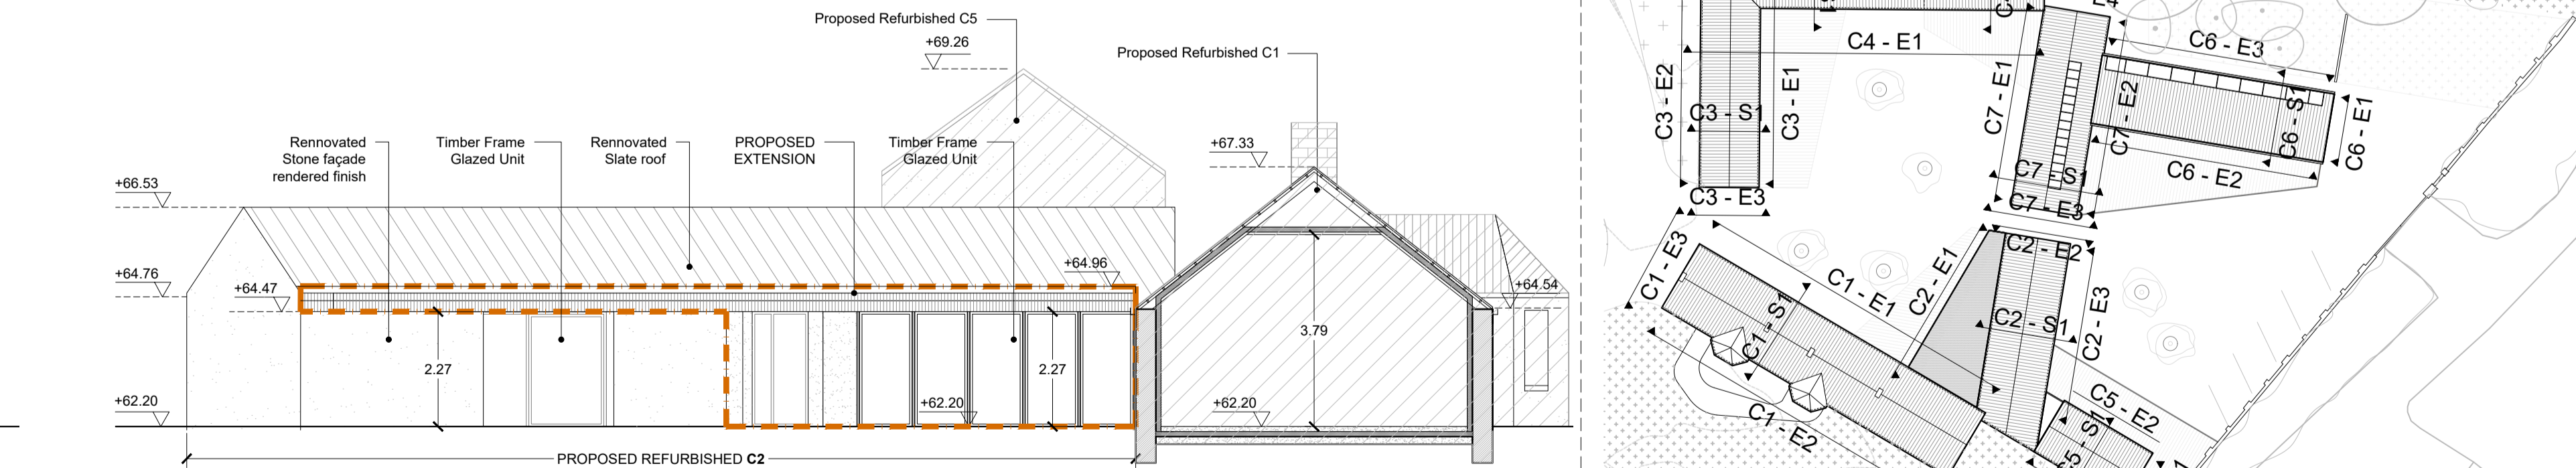 Proposed Refurbished C5
+69.26
Proposed Refurbished C1
Rennovated
Stone façade
rendered finish
Timber Frame
Glazed Unit
Rennovated
Slate roof
PROPOSED
EXTENSION
Timber Frame
Glazed Unit
+67.33
+66.53
+64.76
+64.47
+64.96
+64.54
2.27
2.27
3.79
+62.20
+62.20
+62.20
PROPOSED REFURBISHED C2
C4 - E1
C3 - E2
C3 - S1
C3 - E1
C3 - E3
C7 - E1
C7 - E2
C7 - S1
C7 - E3
C6 - E3
C6 - S1
C6 - E1
C6 - E2
C1 - E3
C1 - S1
C1 - E1
C1 - E2
C2 - E1
C2 - E2
C2 - S1
C2 - E3
C5 - E2